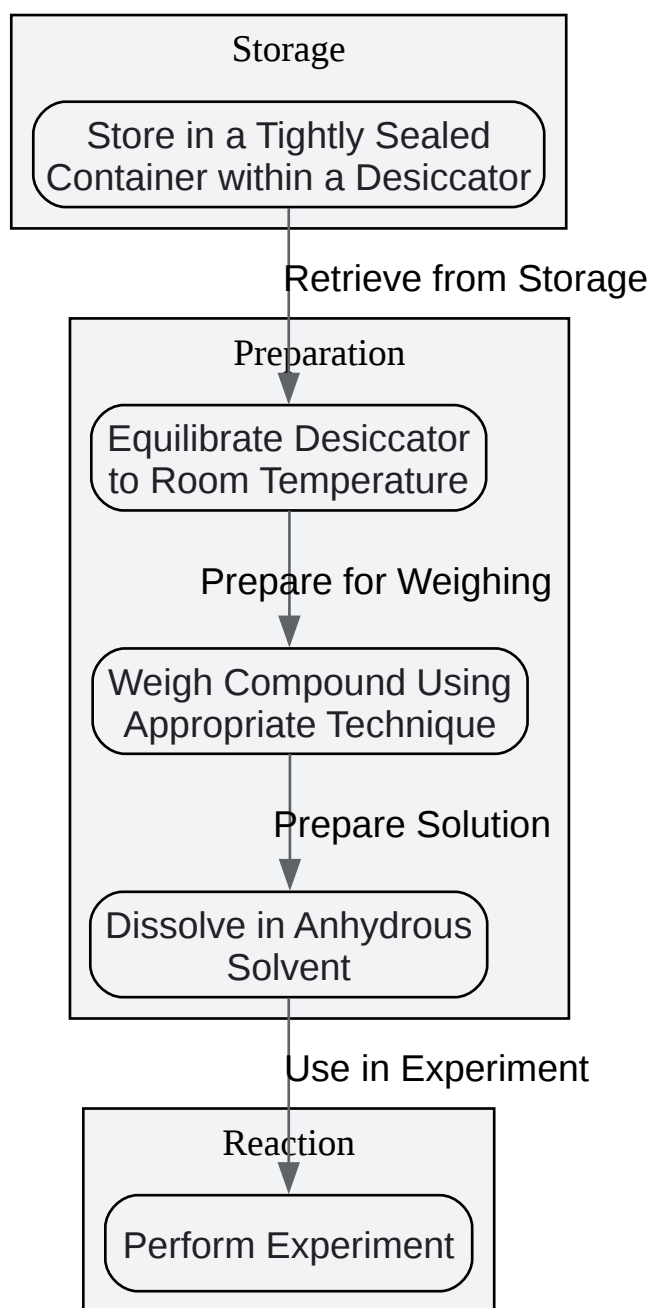 Storage
Store in a Tightly Sealed
Container within a Desiccator
Retrieve from Storage
Preparation
Equilibrate Desiccator
to Room Temperature
Prepare for Weighing
Weigh Compound Using
Appropriate Technique
Prepare Solution
Dissolve in Anhydrous
Solvent
Use in Experiment
Reaction
Perform Experiment